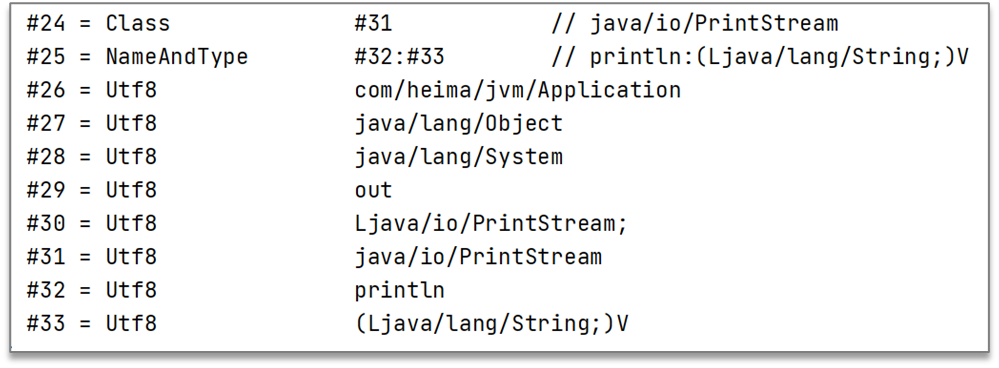 #24 = Class #31 // java/io/PrintStream
#25 = NameAndType #32:#33 // println:(Ljava/lang/String;)V
#26 = Utf8 com/heima/jvm/Application
#27 = Utf8 java/lang/Object
#28 = Utf8 java/lang/System
#29 = Utf8 out
#30 = Utf8 Ljava/io/PrintStream;
#31 = Utf8 java/io/PrintStream
#32 = Utf8 println
#33 = Utf8 (Ljava/lang/String;)V